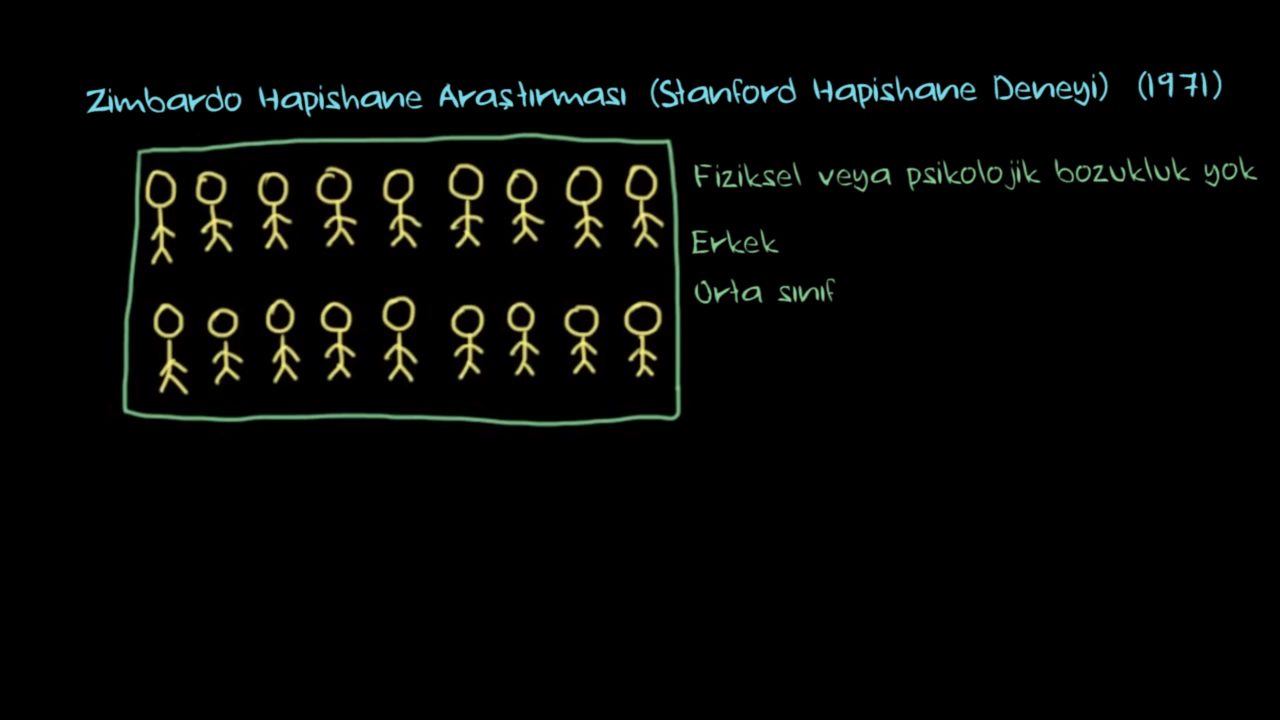 Zimbardo Hapishane Araştırması (Stanford Hapishane Deneyi) (1971)
Fiziksel veya psikolojik bozukluk yok
Erkek
Orta sınıf